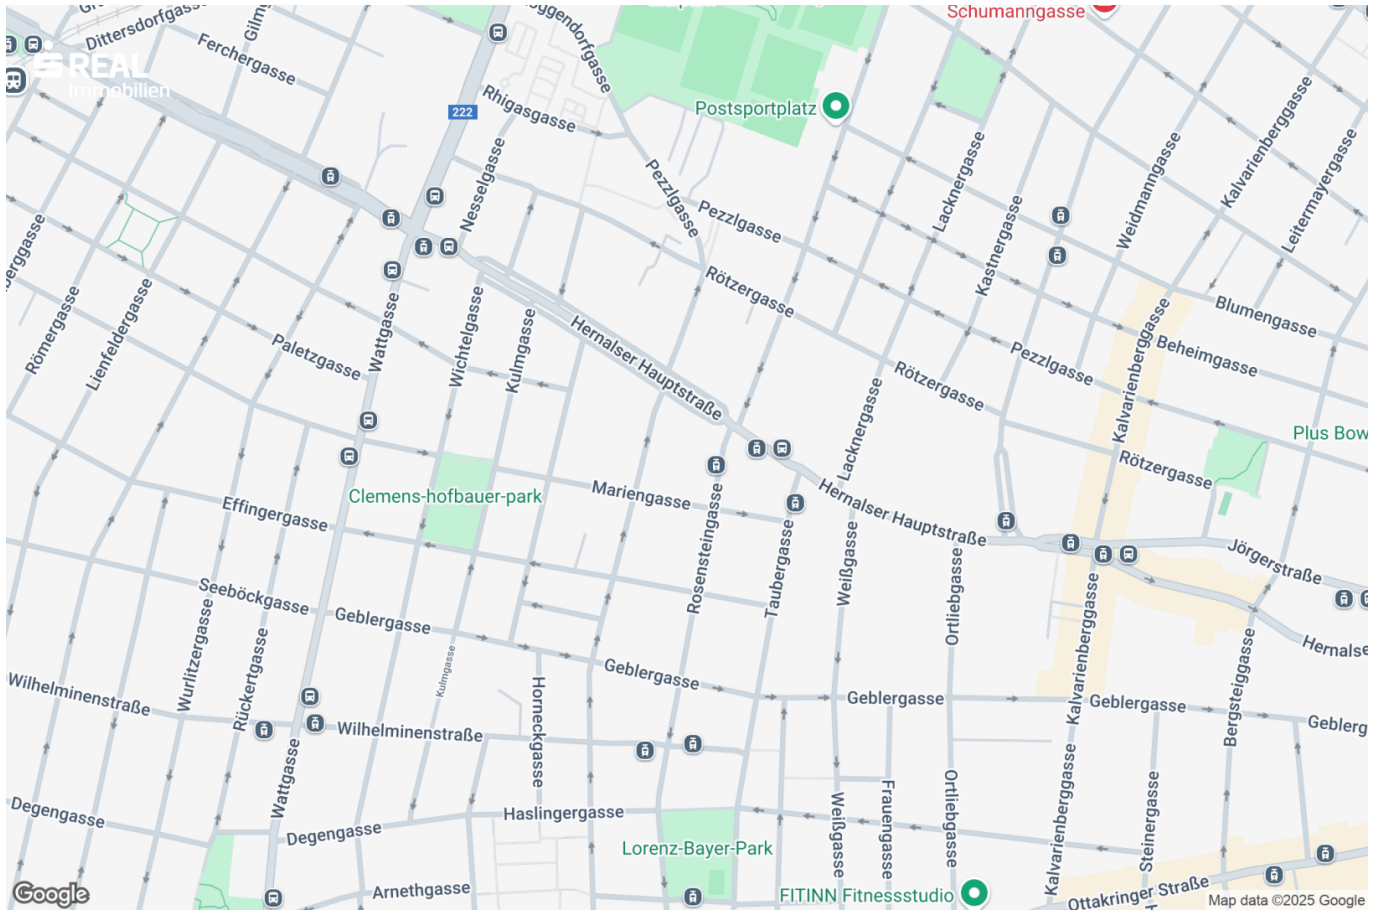 Schumanngasse
Dittersdorfgasse
Ferchergasse
REAL
Immobilien
222
Rhigasgasse
Postsportplatz
Nesselgasse
Pezzlgasse
Pezzlgasse
Lacknergasse
Kastnergasse
Weidmanngasse
Kalvarienberggasse
Leitermayergasse
Römergasse
Lienfeldergasse
Paletzgasse
Wattgasse
Wichtelgasse
Kulmgasse
Hernalser Hauptstraße
Rötzergasse
Rötzergasse
Pezzlgasse
Beheimgasse
Blumengasse
Kalvarienberggasse
Plus Bow
Rötzergasse
Lacknergasse
Clemens-hofbauer-park
Mariengasse
Hernalser Hauptstraße
Effingergasse
Seeböckgasse
Geblergasse
Rosensteingasse
Taubergasse
Weißgasse
Ortliebgasse
Kalvarienberggasse
Jörgerstraße
Hernalse
Bergsteiggasse
Wurlitzergasse
Rückertgasse
Kulmgasse
Geblergasse
Geblergasse
Geblergasse
Geblerg
Wilhelminenstraße
Wilhelminenstraße
Horneckgasse
Wattgasse
Degengasse
Degengasse
Haslingergasse
Lorenz-Bayer-Park
Arnethgasse
Weißgasse
Frauengasse
Ortliebgasse
Kalvarienberggasse
Steinergasse
FITINN Fitnessstudio
Ottakringer Straße
Google
Map data ©2025 Google